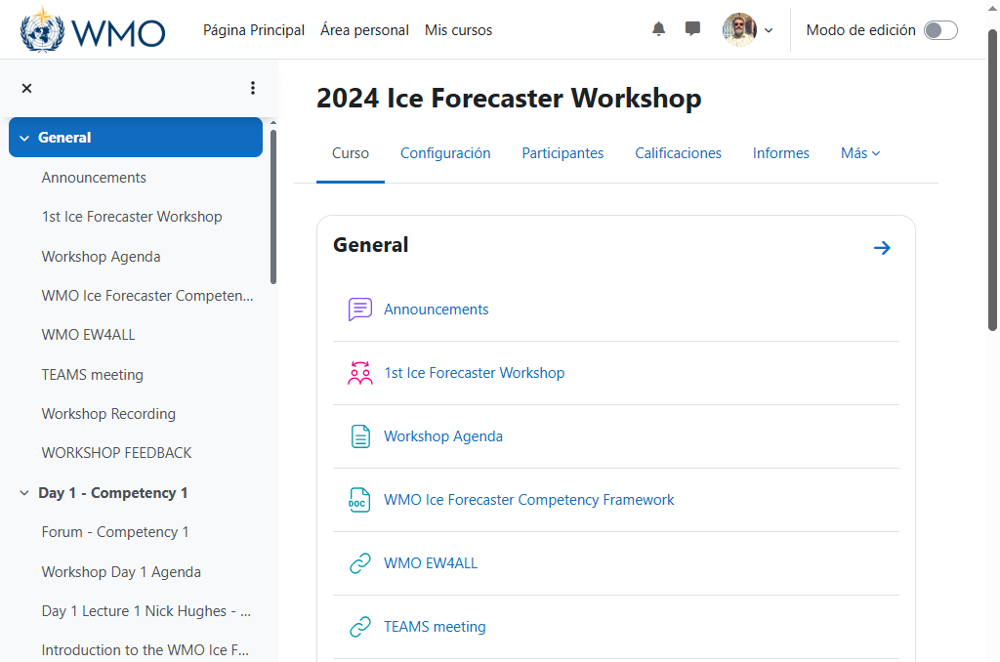 WMO
Página Principal
Área personal
Mis cursos
Modo de edición
General
Announcements
1st Ice Forecaster Workshop
Workshop Agenda
WMO Ice Forecaster Competen...
WMO EW4ALL
TEAMS meeting
Workshop Recording
WORKSHOP FEEDBACK
Day 1 - Competency 1
Forum - Competency 1
Workshop Day 1 Agenda
Day 1 Lecture 1 Nick Hughes - ...
Introduction to the WMO Ice F...
2024 Ice Forecaster Workshop
Curso
Configuración
Participantes
Calificaciones
Informes
Más
General
Announcements
1st Ice Forecaster Workshop
Workshop Agenda
DOC
WMO Ice Forecaster Competency Framework
WMO EW4ALL
TEAMS meeting